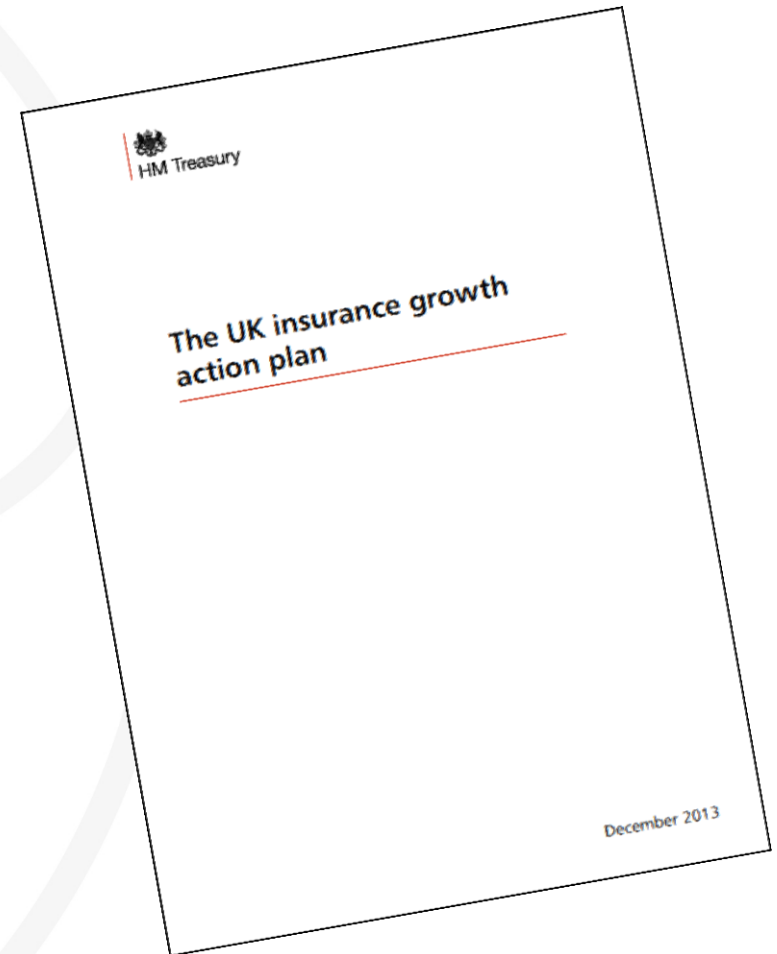 HM Treasury
The UK insurance growth
action plan
December 2013